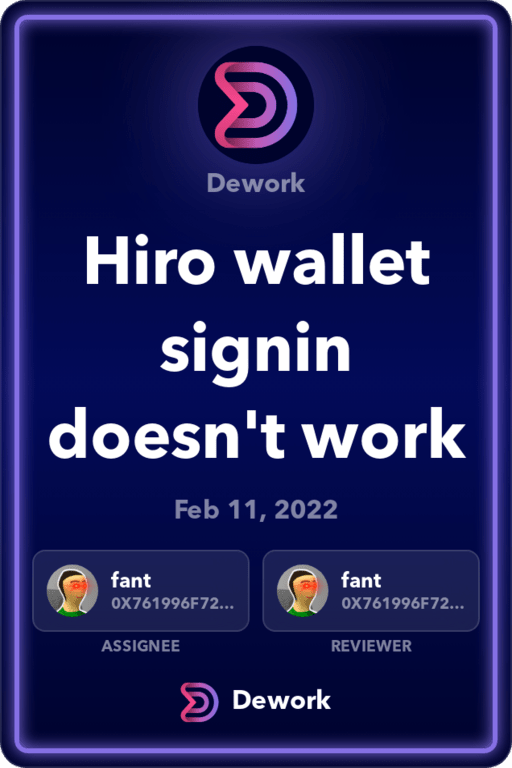 Dework
Hiro wallet
signin
doesn't work
Feb 11, 2022
fant
0X761996F72...
ASSIGNEE
fant
0X761996F72...
REVIEWER
Dework